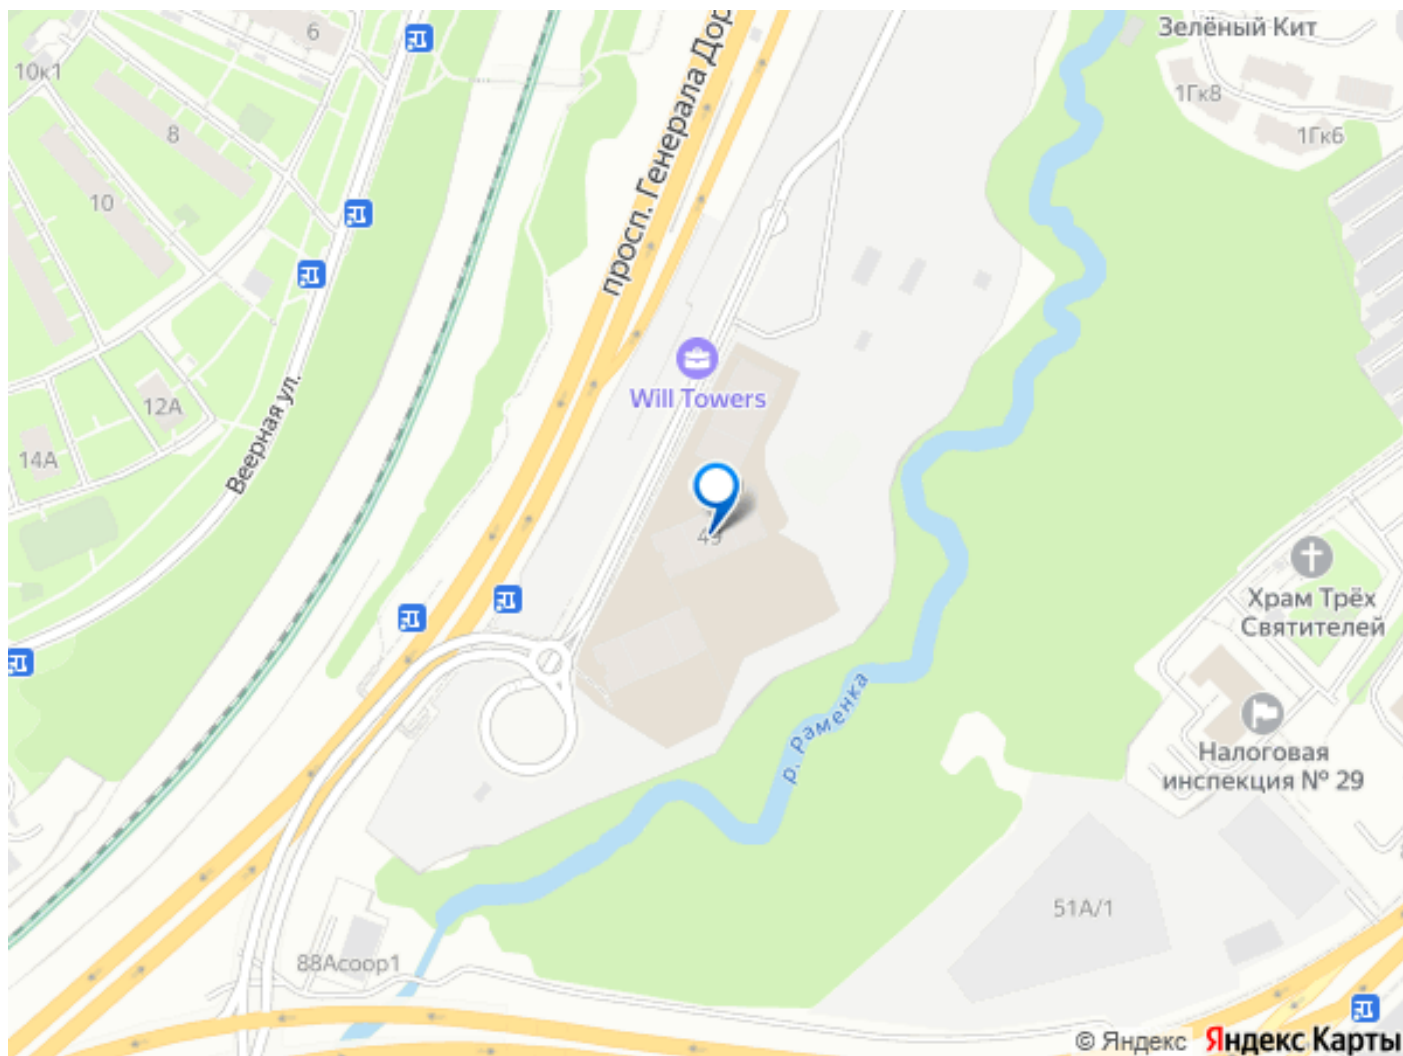 Зелёный Кит
6
10к1
8
1Гк8
1Гк6
10
просп. Генерала Дор
Will Towers
12А
14А
Веерная ул.
Храм Трёх
Святителей
р. Раменка
Налоговая
инспекция № 29
51А/1
88Асоор1
© Яндекс Яндекс Карты